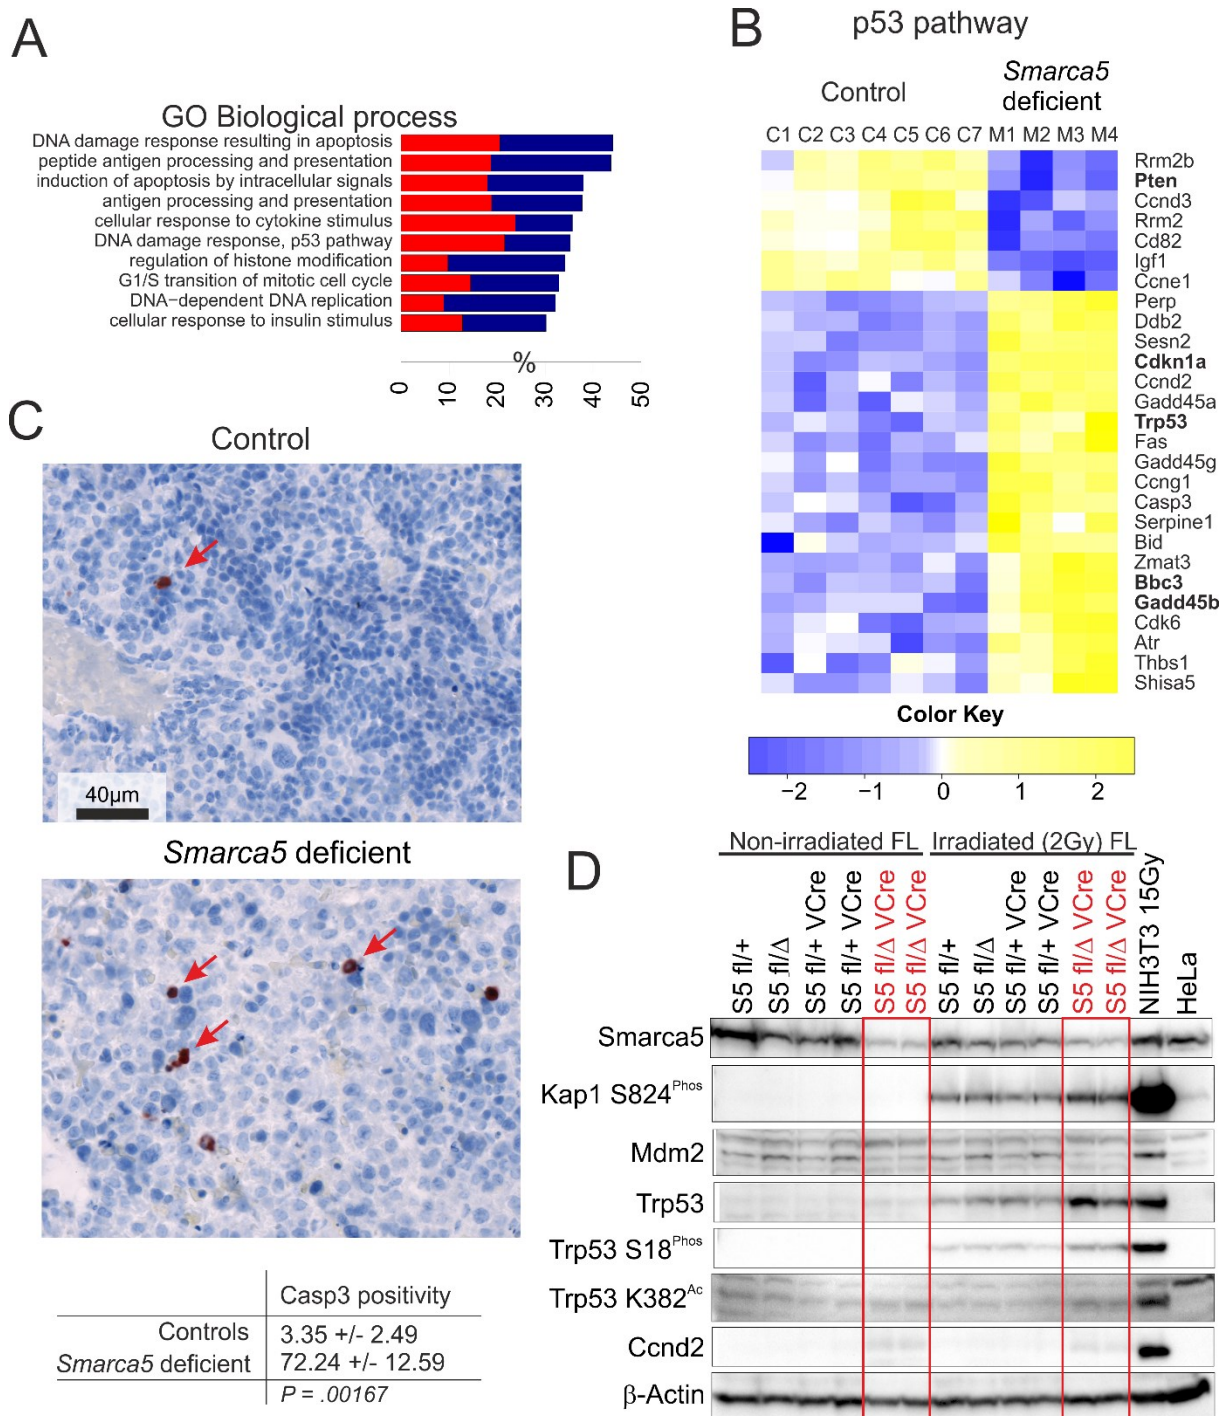 A
GO Biological process
DNA damage response resulting in apoptosis
peptide antigen processing and presentation
induction of apoptosis by intracellular signals
antigen processing and presentation
cellular response to cytokine stimulus
DNA damage response, p53 pathway
regulation of histone modification
G1/S transition of mitotic cell cycle
DNA−dependent DNA replication
cellular response to insulin stimulus
%
0 10 20 30 40 50
B
p53 pathway
Control
Smarca5
deficient
C1 C2 C3 C4 C5 C6 C7 M1 M2 M3 M4
Rrm2b
Pten
Ccnd3
Rrm2
Cd82
Igf1
Ccne1
Perp
Ddb2
Sesn2
Cdkn1a
Ccnd2
Gadd45a
Trp53
Fas
Gadd45g
Ccng1
Casp3
Serpine1
Bid
Zmat3
Bbc3
Gadd45b
Cdk6
Atr
Thbs1
Shisa5
Color Key
−2 −1 0 1 2
C
Control
40µm
Smarca5 deficient
Casp3 positivity
Controls 3.35 +/- 2.49
Smarca5 deficient 72.24 +/- 12.59
P = .00167
D
Non-irradiated FL Irradiated (2Gy) FL
S5 fl/+
S5 fl/Δ
S5 fl/+ VCre
S5 fl/+ VCre
S5 fl/Δ VCre
S5 fl/Δ VCre
S5 fl/+
S5 fl/Δ
S5 fl/+ VCre
S5 fl/+ VCre
S5 fl/Δ VCre
S5 fl/Δ VCre
NIH3T3 15Gy
HeLa
Smarca5
Kap1 S824 Phos
Mdm2
Trp53
Trp53 S18 Phos
Trp53 K382 Ac
Ccnd2
β-Actin